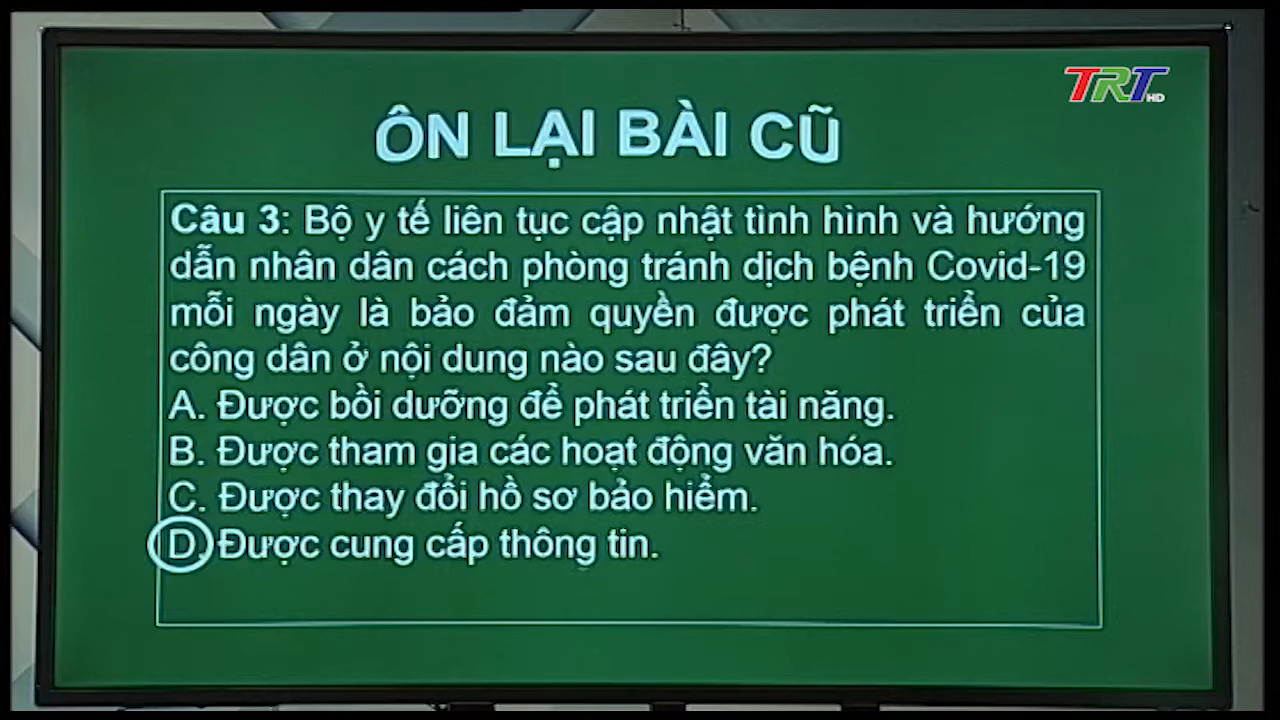 TRT HD
ÔN LẠI BÀI CŨ
Câu 3: Bộ y tế liên tục cập nhật tình hình và hướng
dẫn nhân dân cách phòng tránh dịch bệnh Covid-19
mỗi ngày là bảo đảm quyền được phát triển của
công dân ở nội dung nào sau đây?
A. Được bồi dưỡng để phát triển tài năng.
B. Được tham gia các hoạt động văn hóa.
C. Được thay đổi hồ sơ bảo hiểm.
D. Được cung cấp thông tin.